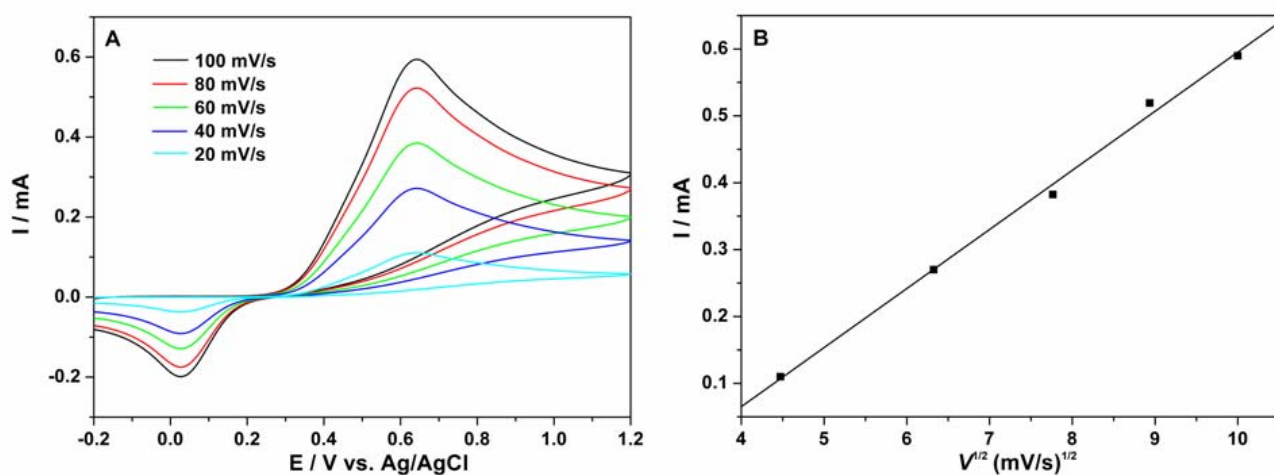 A
100 mV/s
80 mV/s
60 mV/s
40 mV/s
20 mV/s
I / mA
0.6
0.4
0.2
0.0
-0.2
-0.2 0.0 0.2 0.4 0.6 0.8 1.0 1.2
E / V vs. Ag/AgCl
B
I / mA
0.6
0.5
0.4
0.3
0.2
0.1
4 5 6 7 8 9 10
V^{1/2} (mV/s)^{1/2}